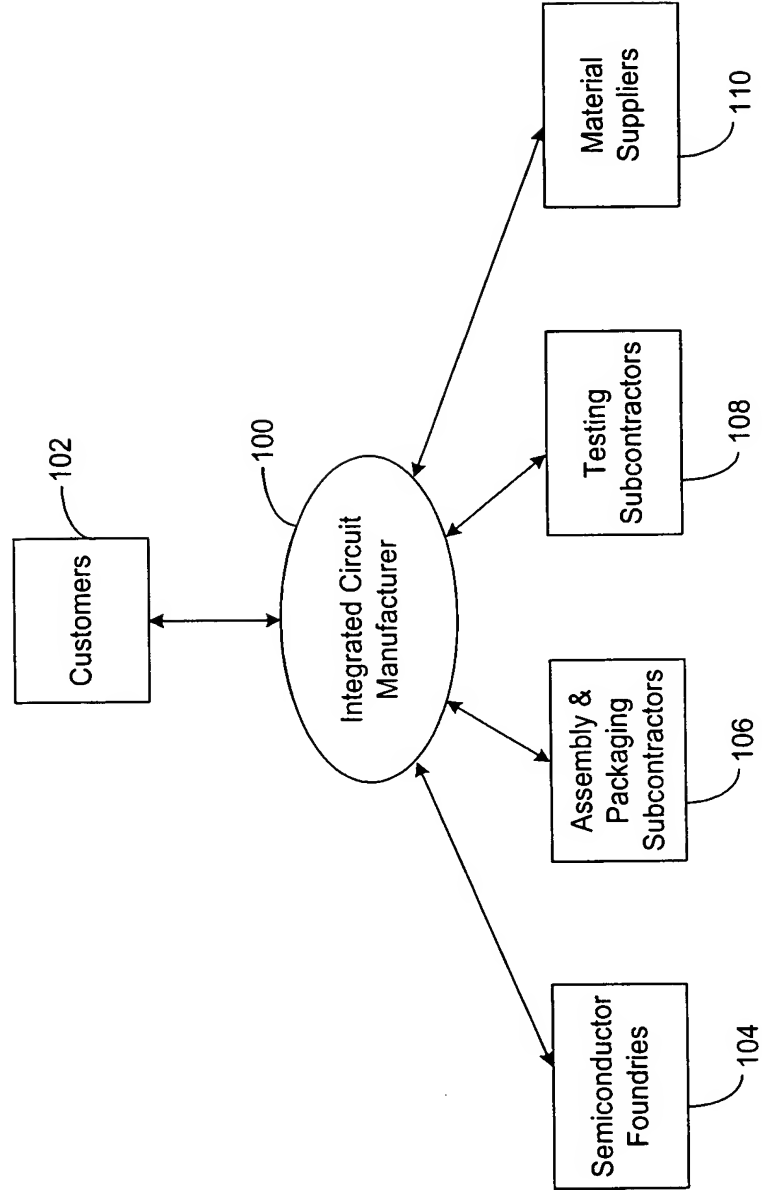 Customers
102
100
Integrated Circuit
Manufacturer
Semiconductor
Foundries
104
Assembly &
Packaging
Subcontractors
106
Testing
Subcontractors
108
Material
Suppliers
110